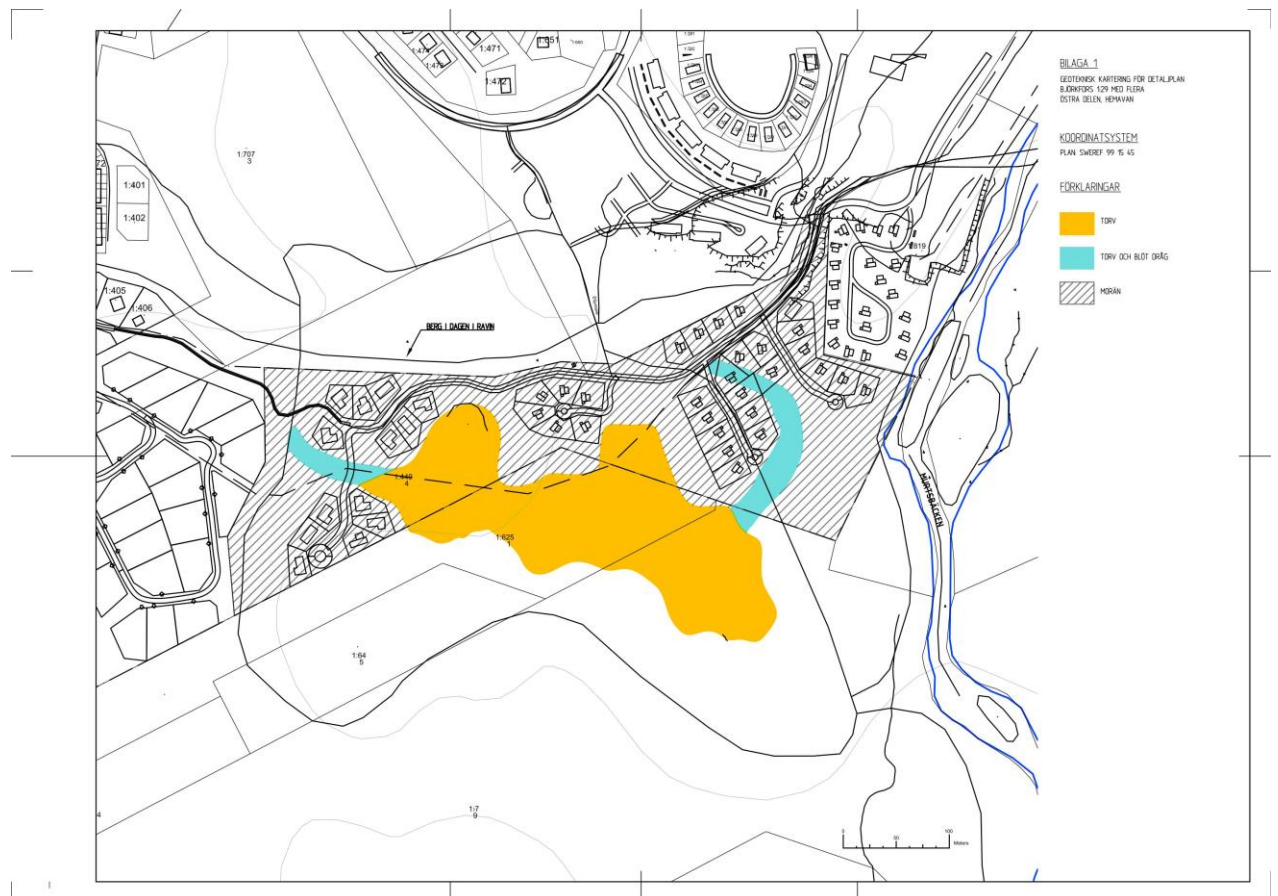 BILAGA 1
GEOTEKNISK KARTERING FÖR DETALJPLAN
BJÖRKFORS 1:29 MED FLERA
ÖSTRA DELEN, HEMAVAN
KOORDINATSYSTEM
PLAN SWEREF 99 15 45
FÖRKLARINGAR
TORV
TORV OCH BLÖT DRÅG
MORÄN
1:471
1:472
1:707
3
1:401
1:402
1:405
1:406
BERG I DAGEN I RAVIN
1:449
4
1:625
1
1:64
5
1:7
9
4
0
50
100
Meters